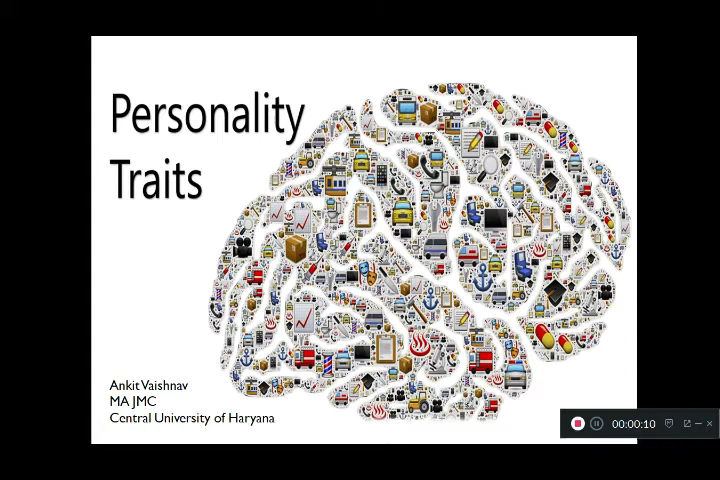 Personality
Traits
Ankit Vaishnav
MA JMC
Central University of Haryana
00:00:10